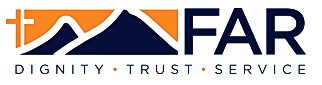 FAR
DIGNITY · TRUST · SERVICE